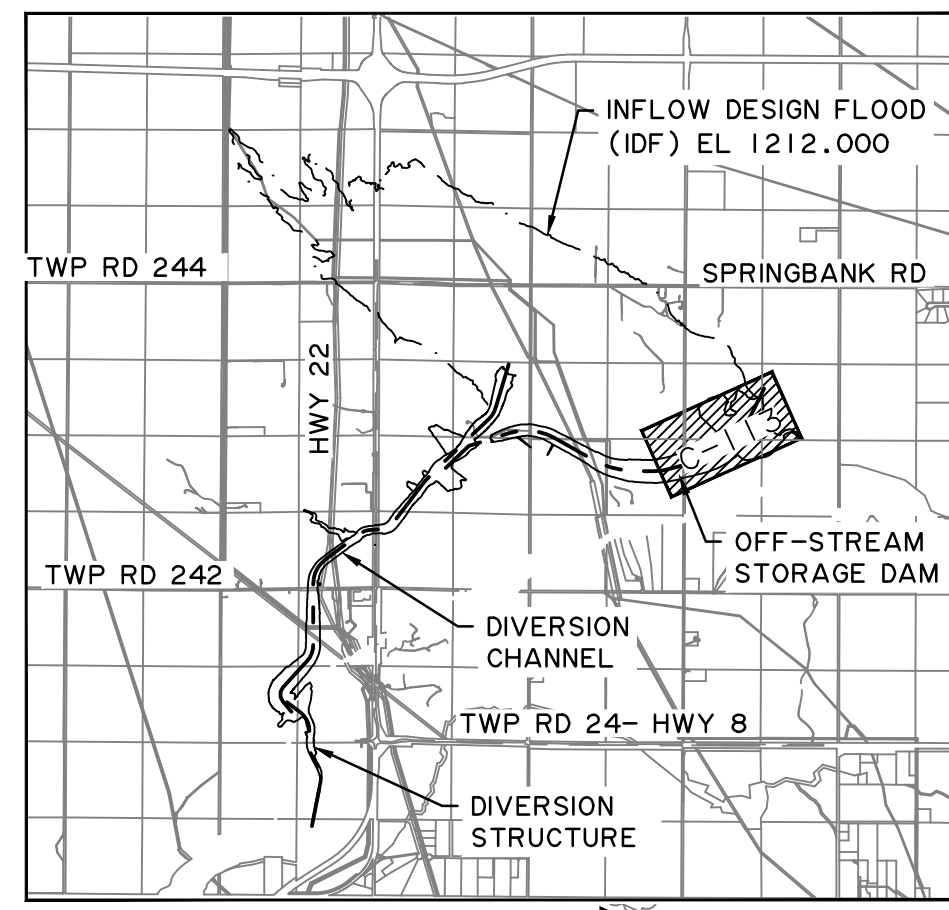 INFLOW DESIGN FLOOD
(IDF) EL 1212.000
TWP RD 244
SPRINGBANK RD
HWY 22
C-113
OFF-STREAM
STORAGE DAM
TWP RD 242
DIVERSION
CHANNEL
TWP RD 24- HWY 8
DIVERSION
STRUCTURE